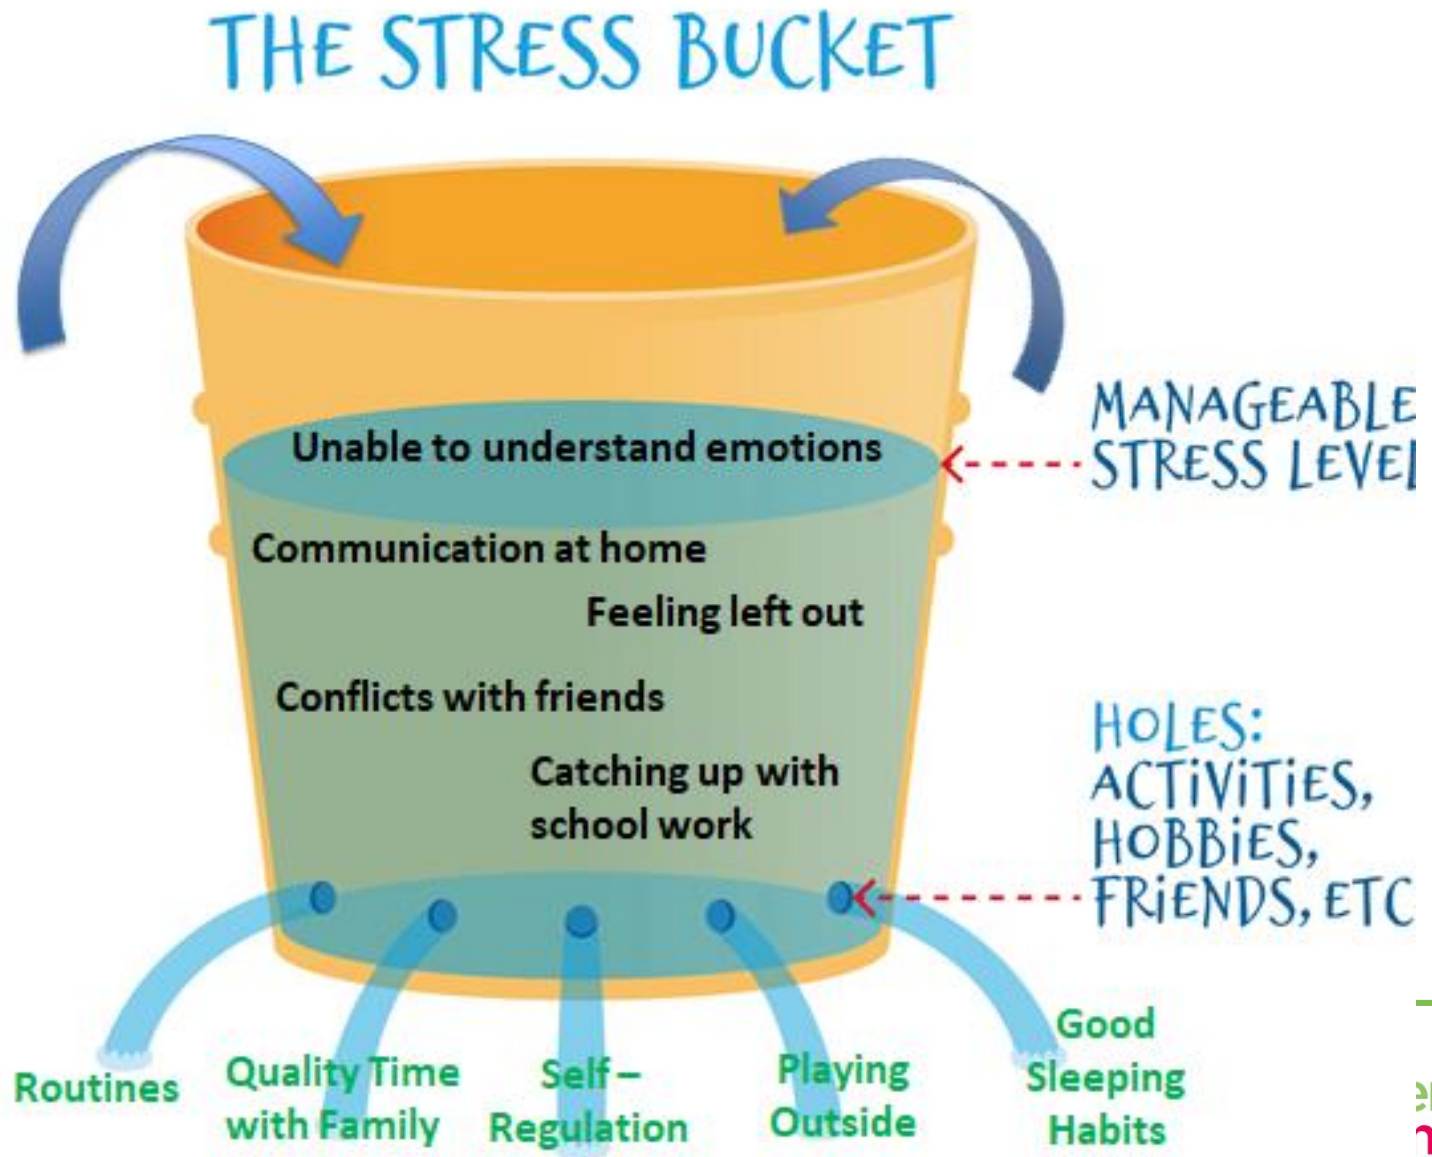 THE STRESS BUCKET
Unable to understand emotions
MANAGEABLE
STRESS LEVEL
Communication at home
Feeling left out
Conflicts with friends
HOLES:
ACTiViTiES,
HOBBiES,
FRiENDS, ETC
Catching up with
school work
Routines
Quality Time
with Family
Self –
Regulation
Playing
Outside
Good
Sleeping
Habits